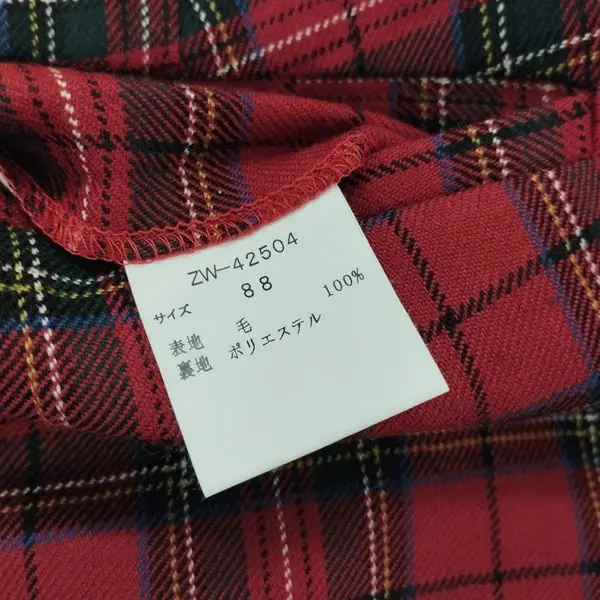 ZW-42504
サイズ 88
表地 毛 100%
裏地 ポリエステル